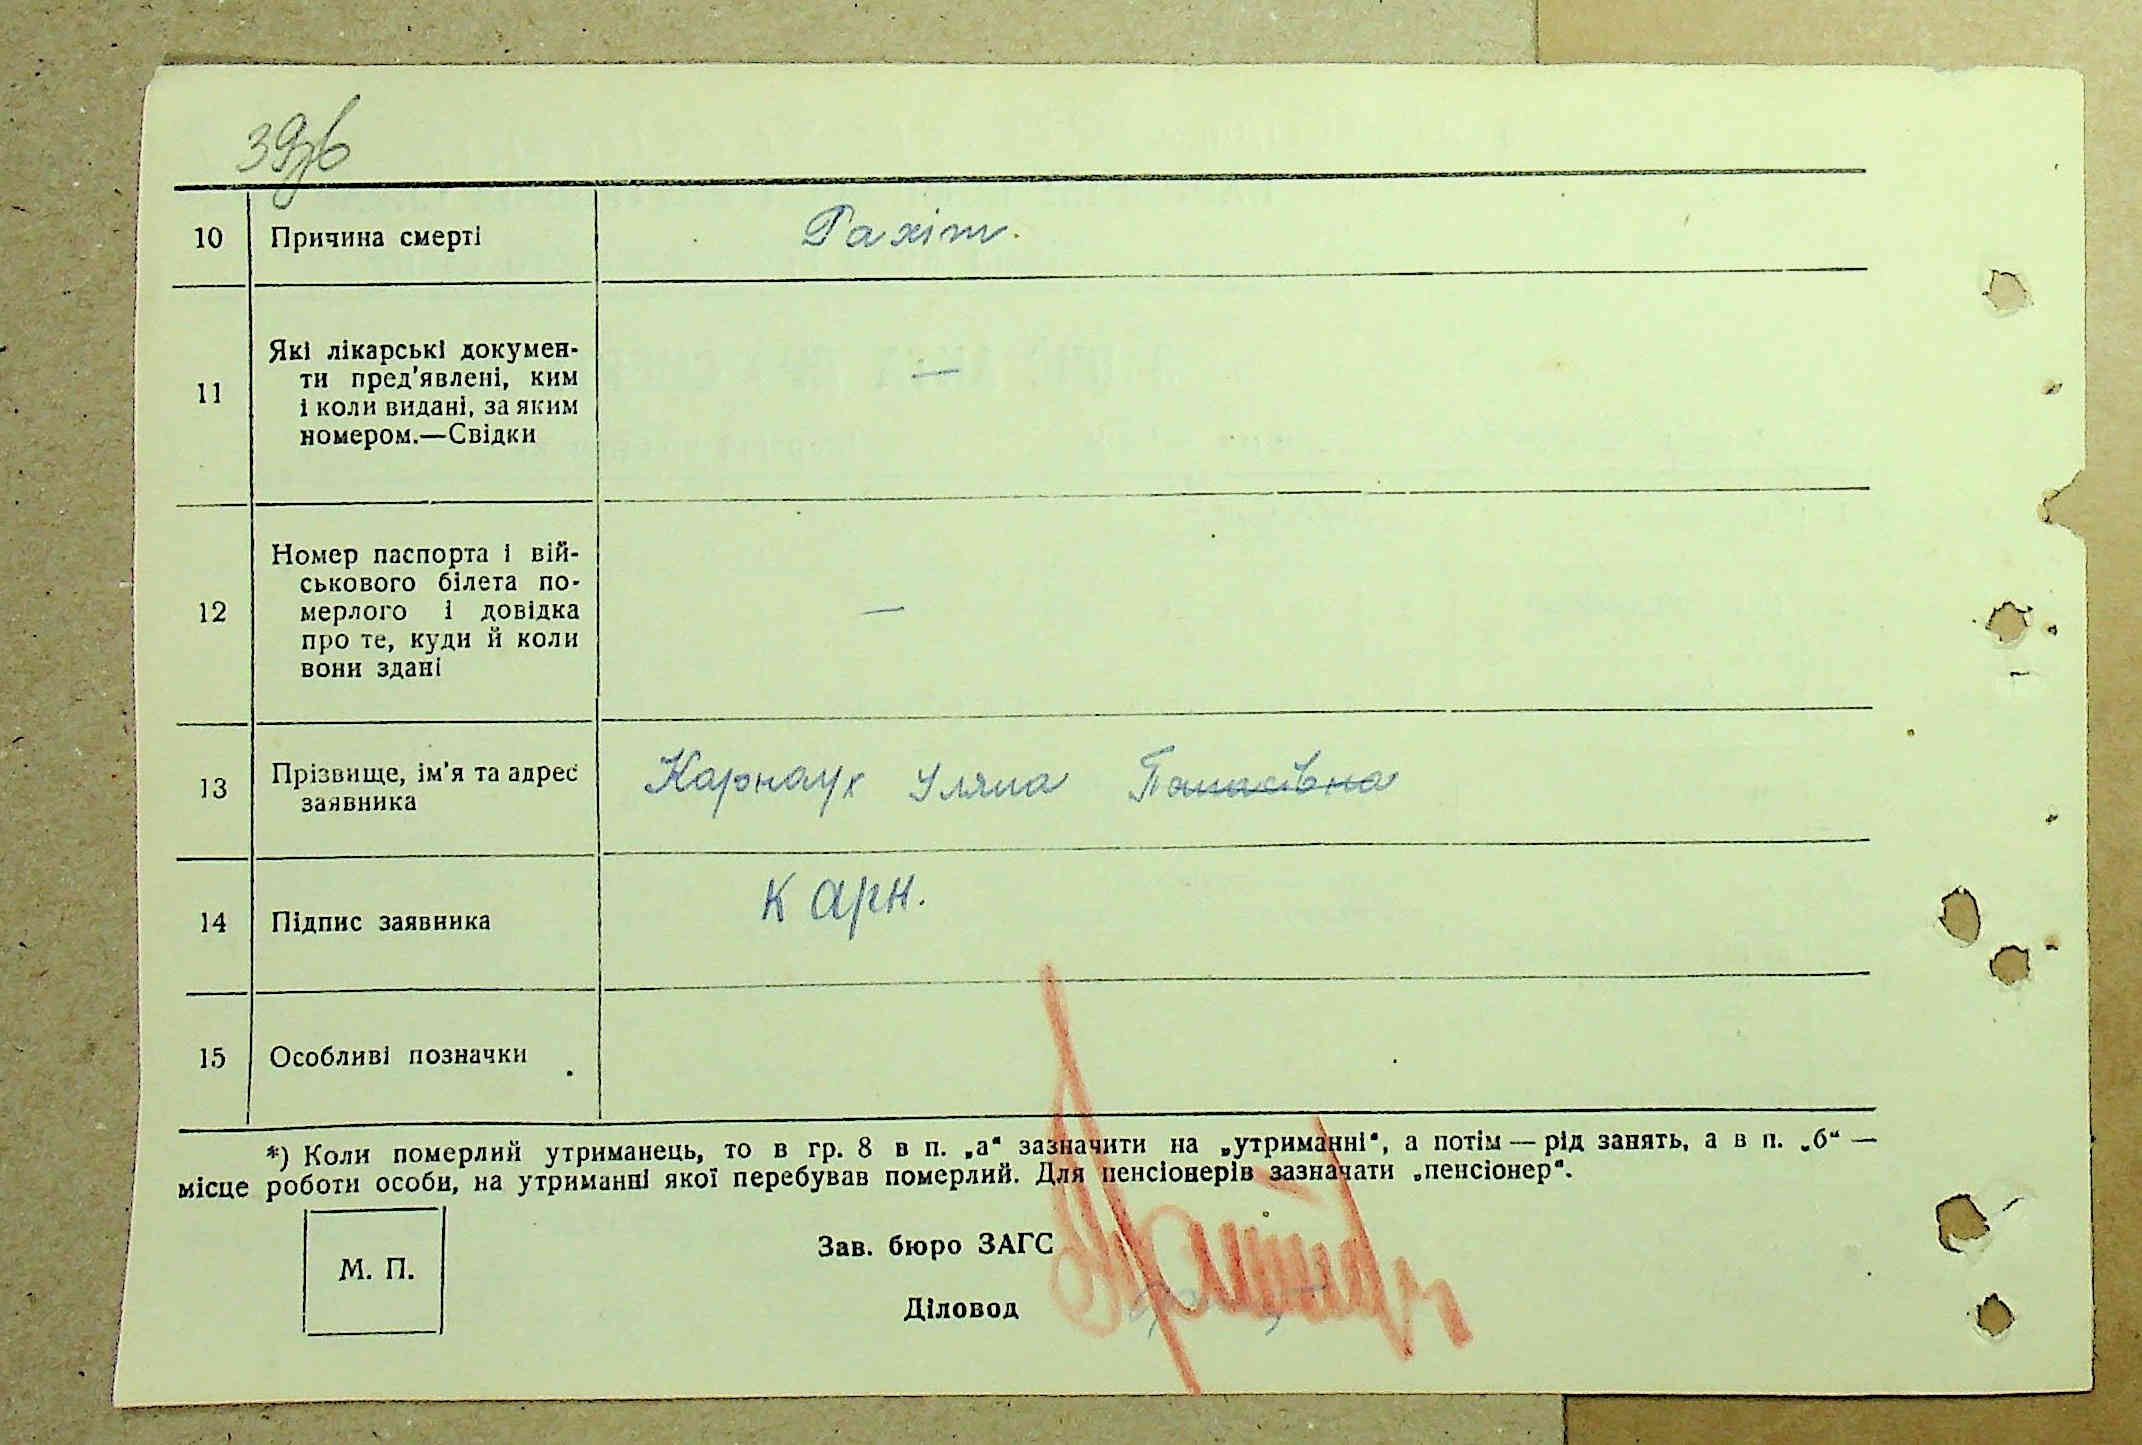 39зб
10 Причина смерті Рахіт.
11 Які лікарські докумен-
ти пред'явлені, ким
і коли видані, за яким
номером.—Свідки —
12 Номер паспорта і вій-
ськового білета по-
мерлого і довідка
про те, куди й коли
вони здані —
13 Прізвище, ім'я та адрес
заявника Карнаух Уляна Панасівна
14 Підпис заявника Карн.
15 Особливі позначки
*) Коли померлий утриманець, то в гр. 8 в п. „а“ зазначити на „утриманні“, а потім — рід занять, а в п. „б“ —
місце роботи особи, на утриманні якої перебував померлий. Для пенсіонерів зазначати „пенсіонер“.
М. П.
Зав. бюро ЗАГС
Діловод